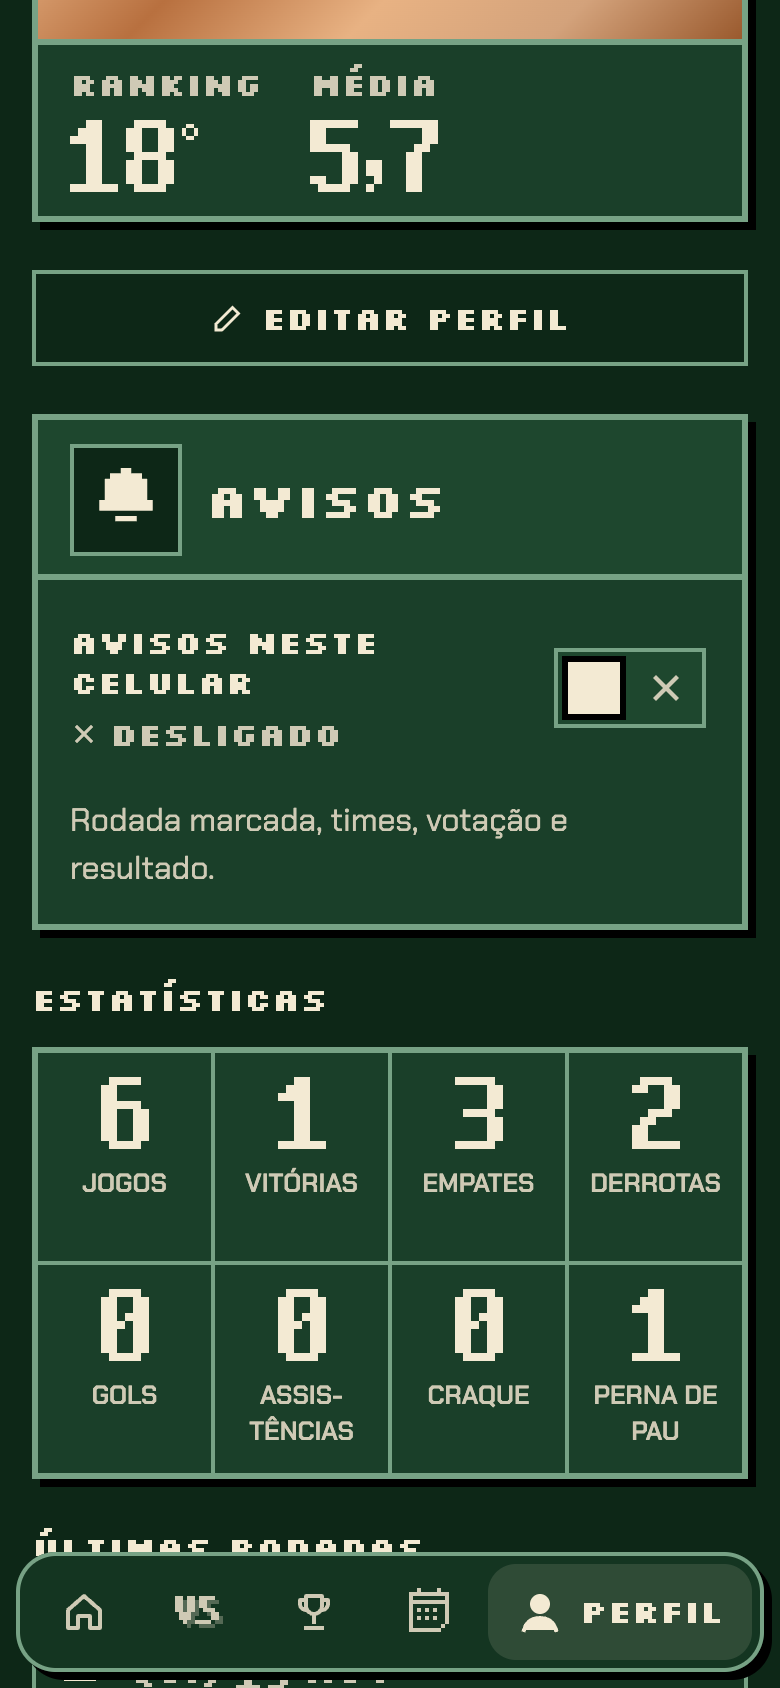 RANKING MÉDIA
18° 5,7
EDITAR PERFIL
AVISOS
AVISOS NESTE
CELULAR
× DESLIGADO
Rodada marcada, times, votação e
resultado.
ESTATÍSTICAS
6 1 3 2
JOGOS VITÓRIAS EMPATES DERROTAS
0 0 0 1
GOLS ASSIS- CRAQUE PERNA DE
TÊNCIAS PAU
ÚLTIMAS RODADAS
VS PERFIL